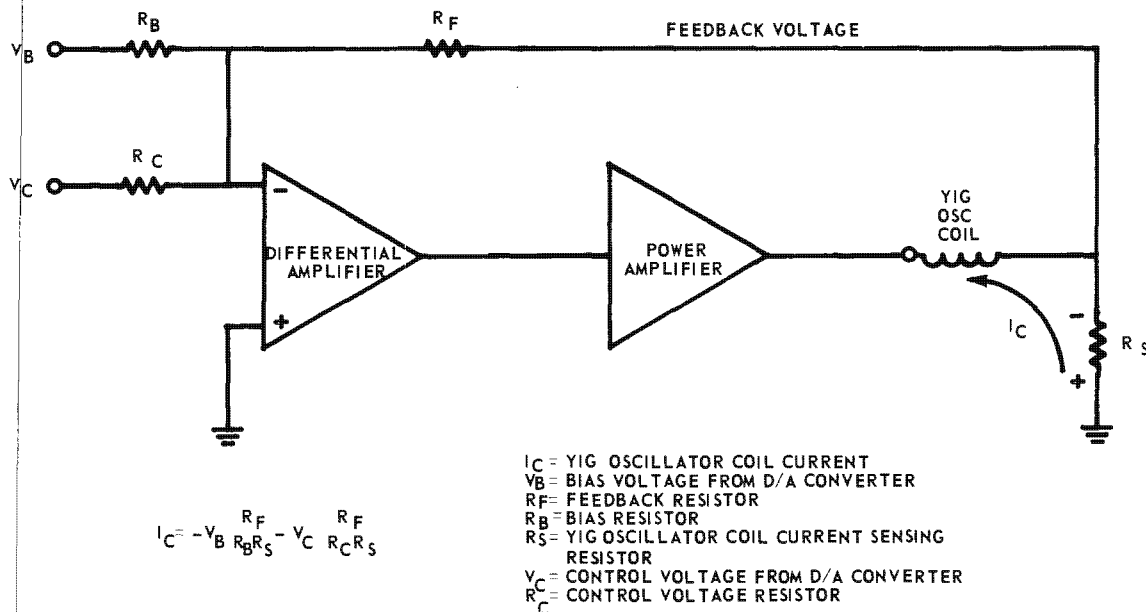 R_B
R_F
FEEDBACK VOLTAGE
V_B
R_C
V_C
−
DIFFERENTIAL
AMPLIFIER
+
POWER
AMPLIFIER
YIG
OSC
COIL
I_C
−
R_S
+
I_C = -V_B R_F / R_B R_S - V_C R_F / R_C R_S
I_C = YIG OSCILLATOR COIL CURRENT
V_B = BIAS VOLTAGE FROM D/A CONVERTER
R_F = FEEDBACK RESISTOR
R_B = BIAS RESISTOR
R_S = YIG OSCILLATOR COIL CURRENT SENSING
RESISTOR
V_C = CONTROL VOLTAGE FROM D/A CONVERTER
R_C = CONTROL VOLTAGE RESISTOR